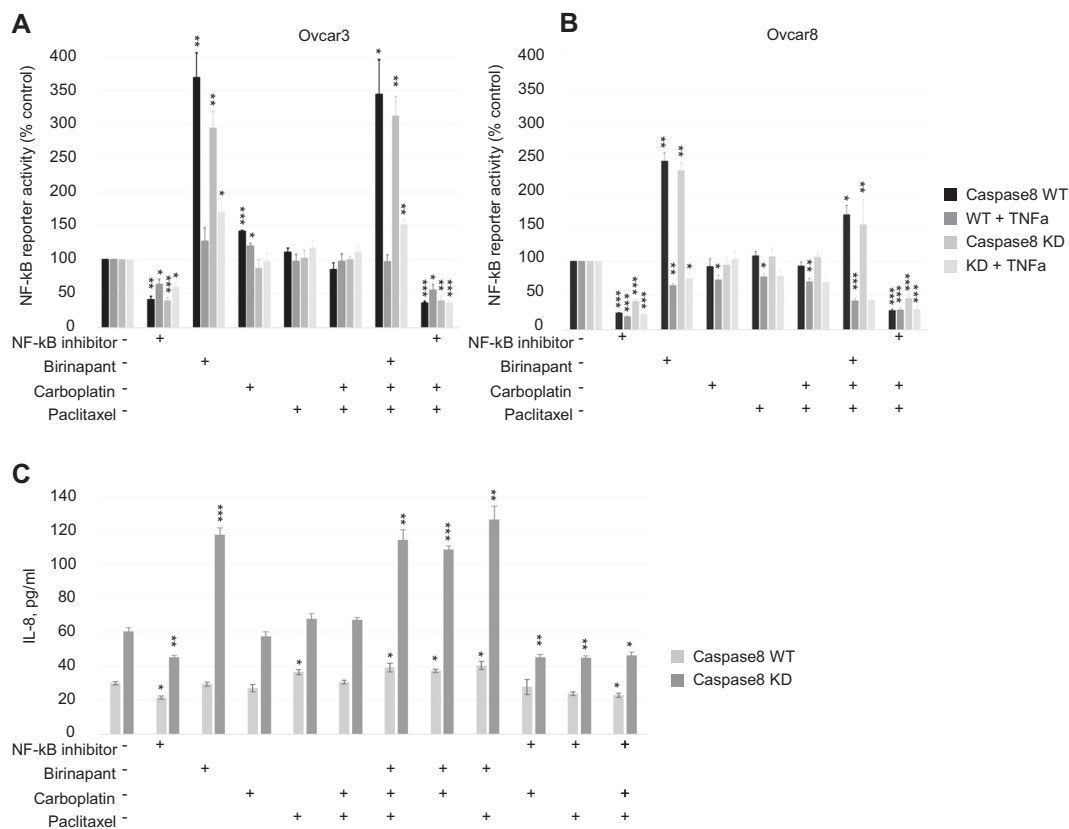 A
Ovcar3
NF-kB reporter activity (% control)
400
350
300
250
200
150
100
50
0
** * *** *
**
**
*
***
*
*
**
**
*** * ** ***
NF-kB inhibitor - + +
Birinapant - + +
Carboplatin - + + + +
Paclitaxel - + + + +
B
Ovcar8
NF-kB reporter activity (% control)
400
350
300
250
200
150
100
50
0
*** *** *** ***
**
**
**
*
*
*
**
*
***
**
*** *** *** ***
NF-kB inhibitor - + +
Birinapant - + +
Carboplatin - + + + +
Paclitaxel - + + + +
Caspase8 WT
WT + TNFa
Caspase8 KD
KD + TNFa
C
IL-8, pg/ml
140
120
100
80
60
40
20
0
* **
***
*
* **
* ***
* **
**
**
* *
Caspase8 WT
Caspase8 KD
NF-kB inhibitor - + + + +
Birinapant - + + + +
Carboplatin - + + + + + +
Paclitaxel - + + + + + +